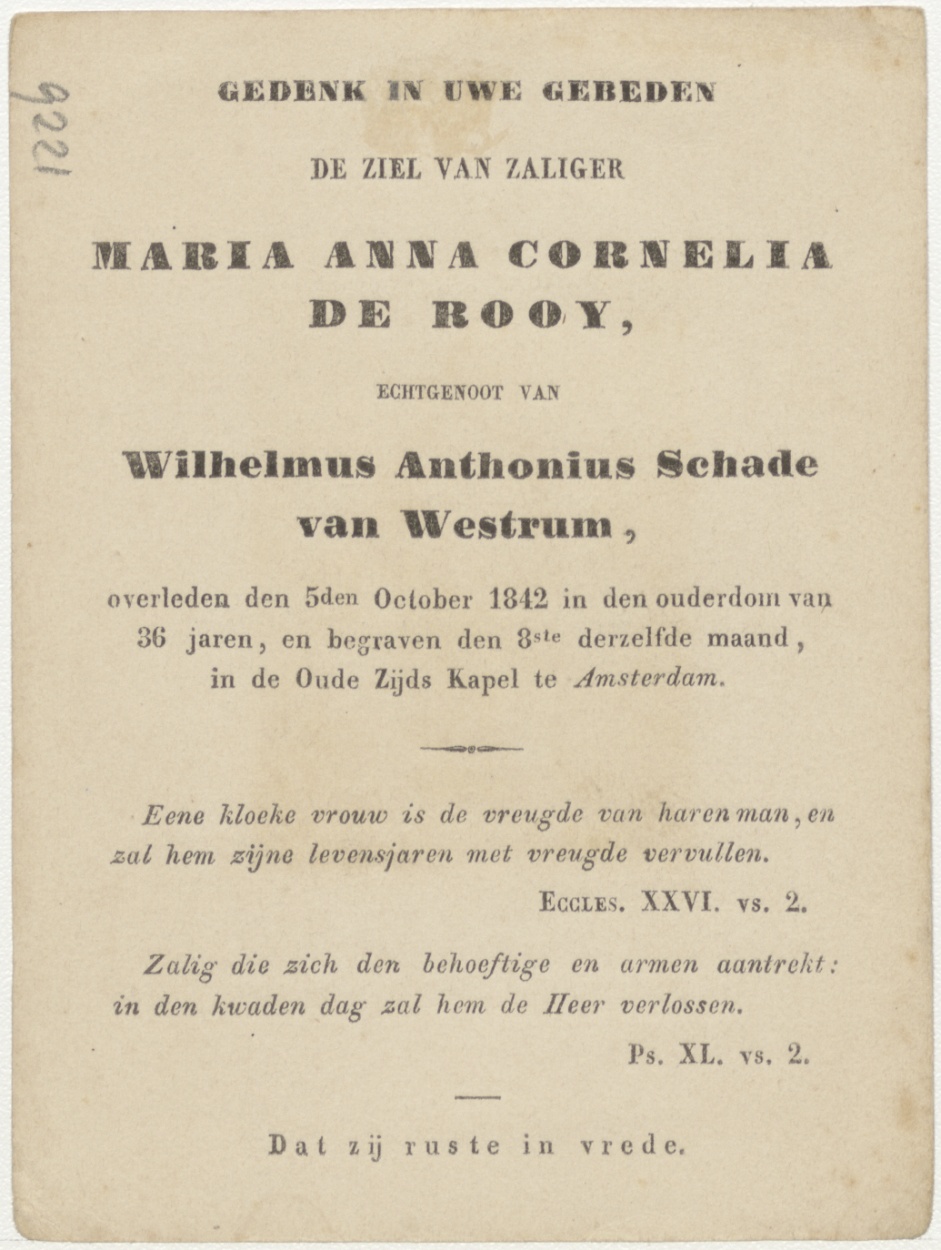 9221
GEDENK IN UWE GEBEDEN
DE ZIEL VAN ZALIGER
MARIA ANNA CORNELIA
DE ROOY,
ECHTGENOOT VAN
Wilhelmus Anthonius Schade
van Westrum,
overleden den 5den October 1842 in den ouderdom van
36 jaren, en begraven den 8ste derzelfde maand,
in de Oude Zijds Kapel te Amsterdam.
Eene kloeke vrouw is de vreugde van haren man, en
zal hem zijne levensjaren met vreugde vervullen.
ECCLES. XXVI. vs. 2.
Zalig die zich den behoeftige en armen aantrekt:
in den kwaden dag zal hem de Heer verlossen.
Ps. XL. vs. 2.
Dat zij ruste in vrede.